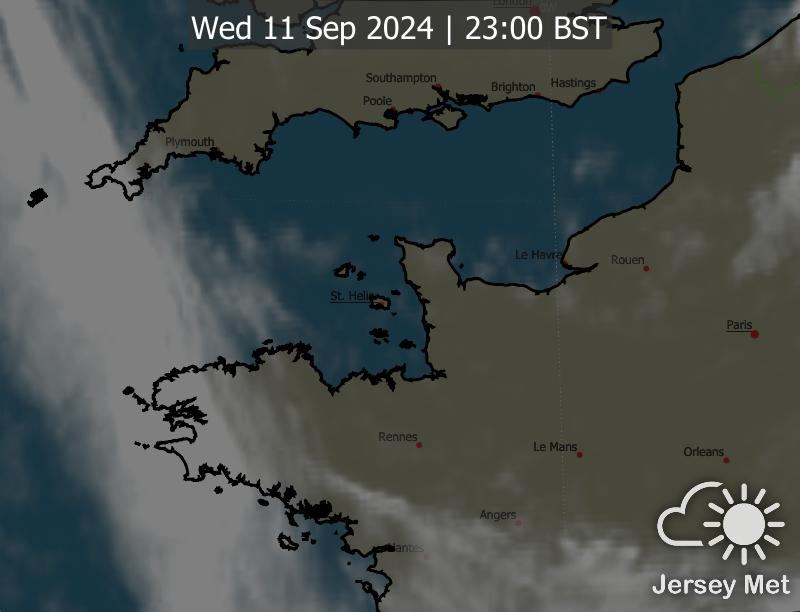 London
Wed 11 Sep 2024 | 23:00 BST
Southampton
Brighton
Hastings
Poole
Plymouth
Le Havre
Rouen
St. Helie
Paris
Rennes
Le Mans
Orleans
Angers
Nantes
Jersey Met